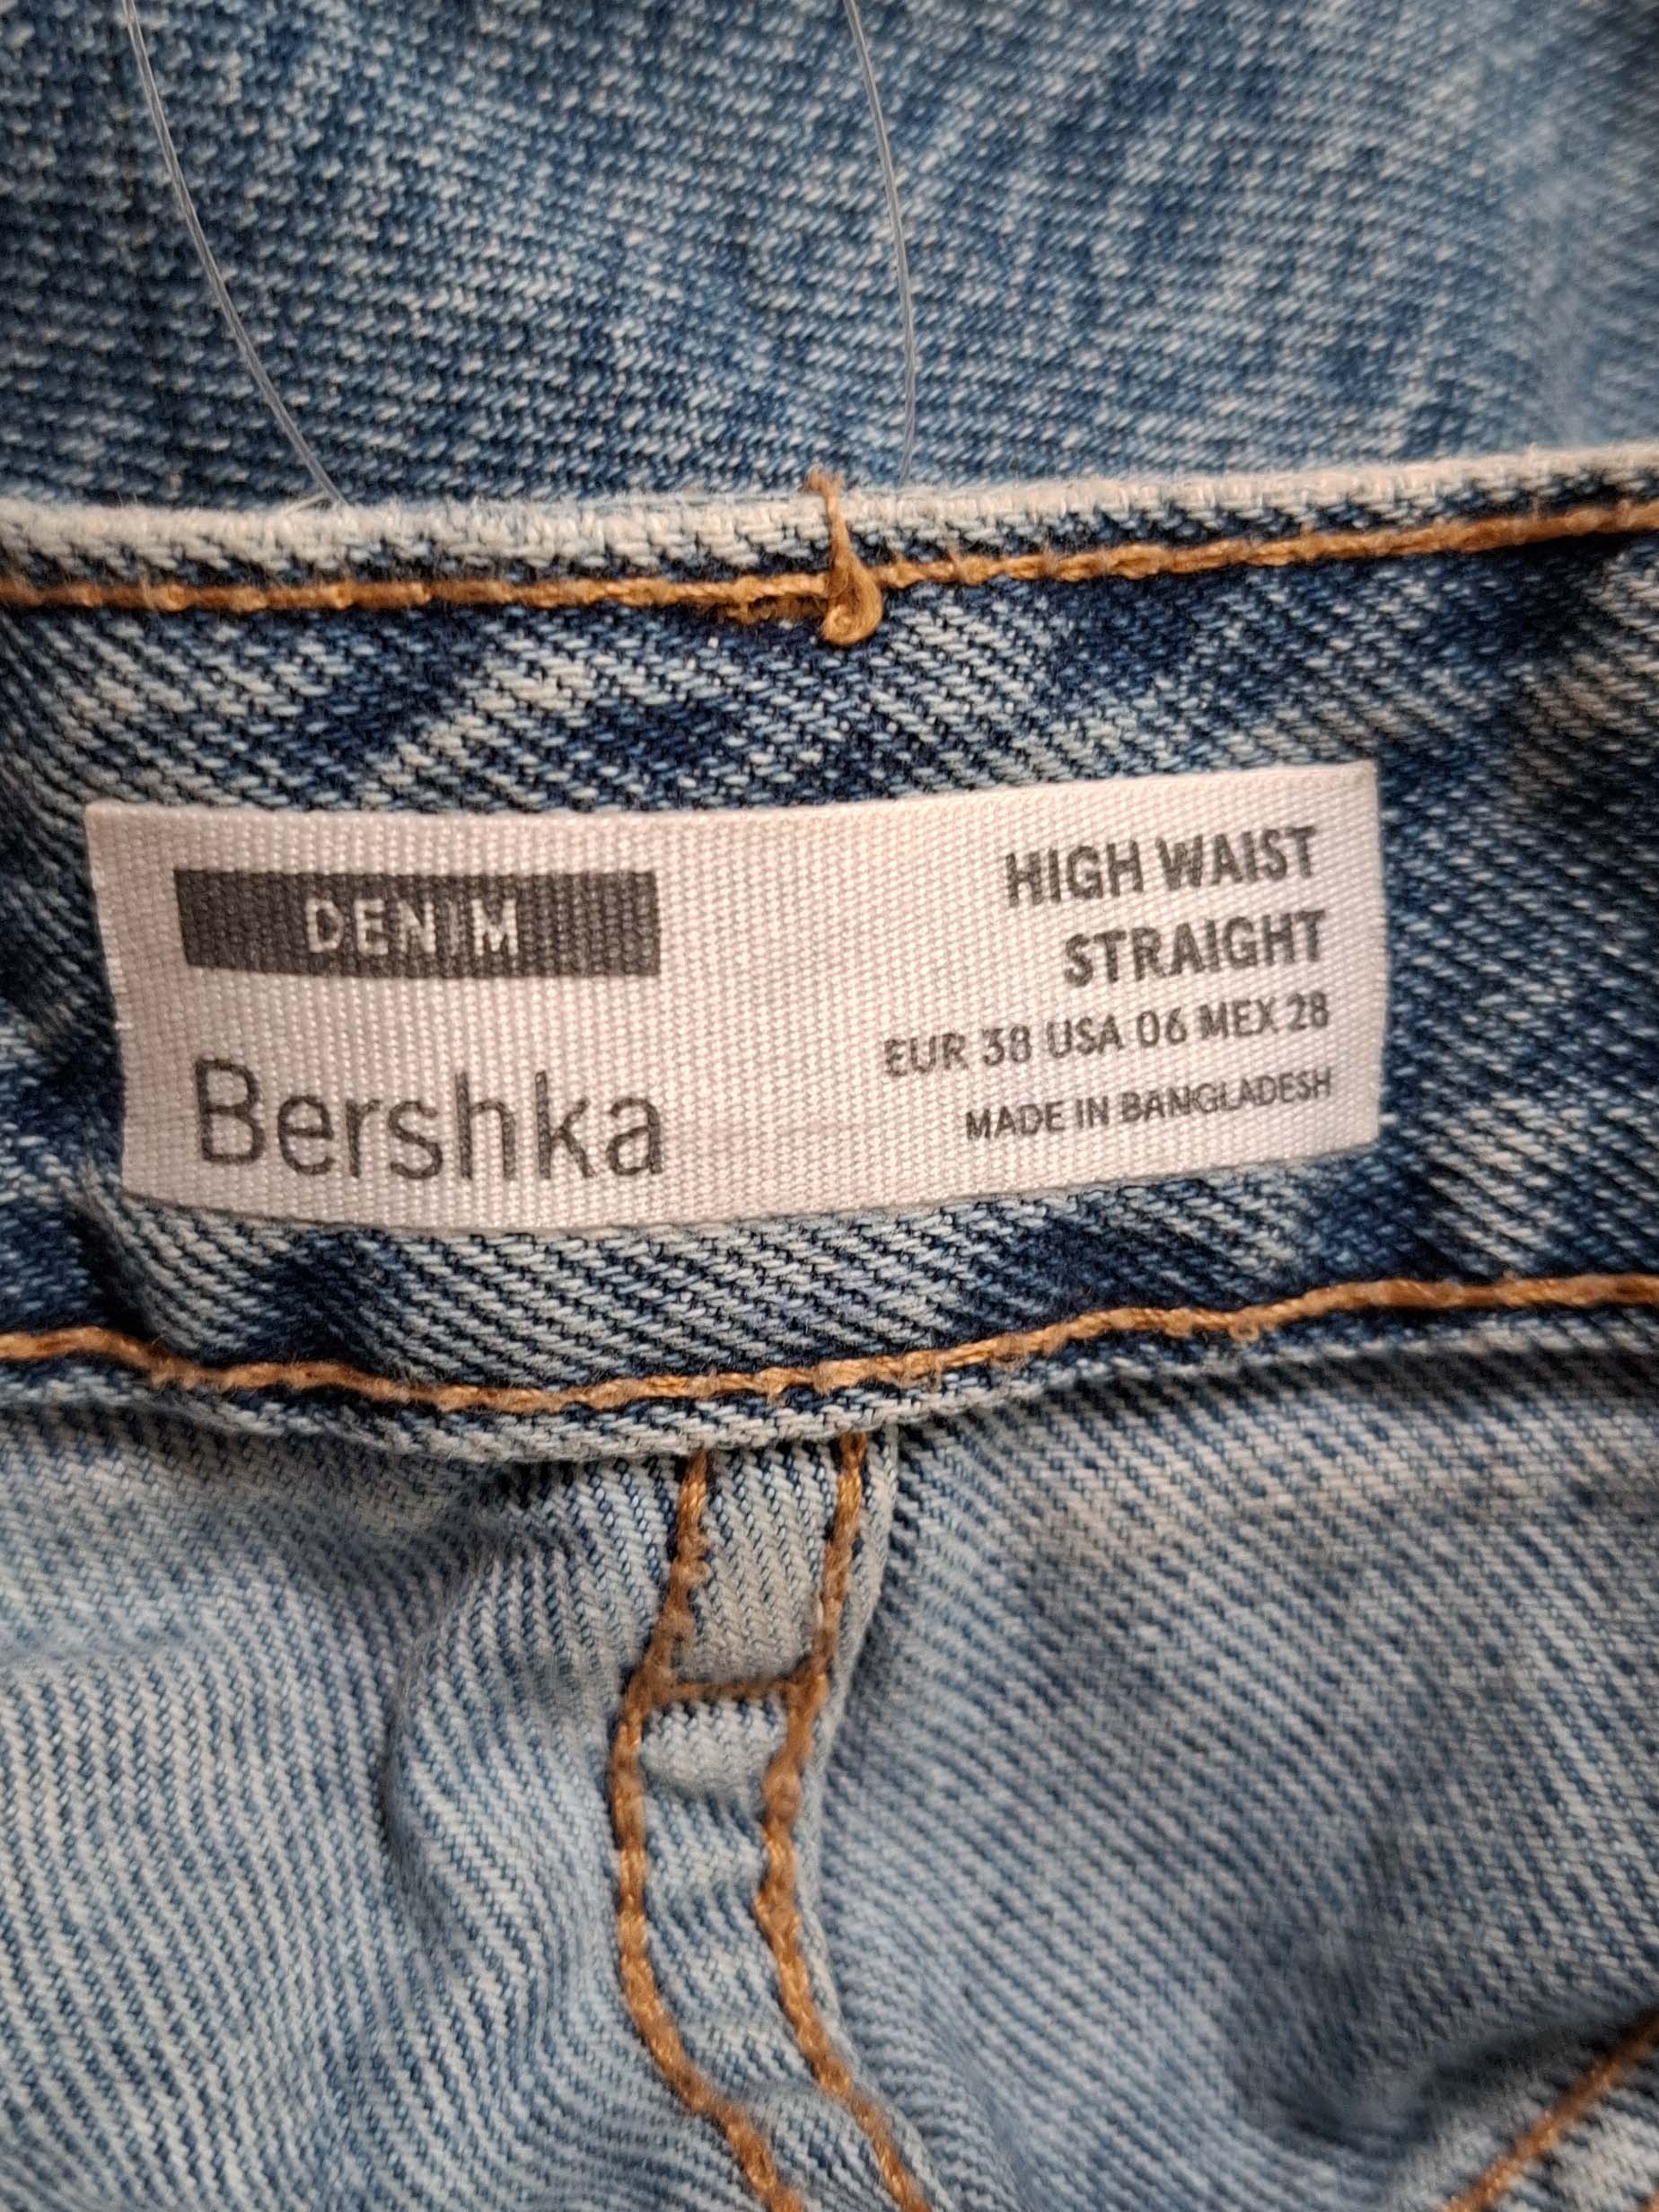 DENIM
Bershka
HIGH WAIST
STRAIGHT
EUR 38 USA 06 MEX 28
MADE IN BANGLADESH